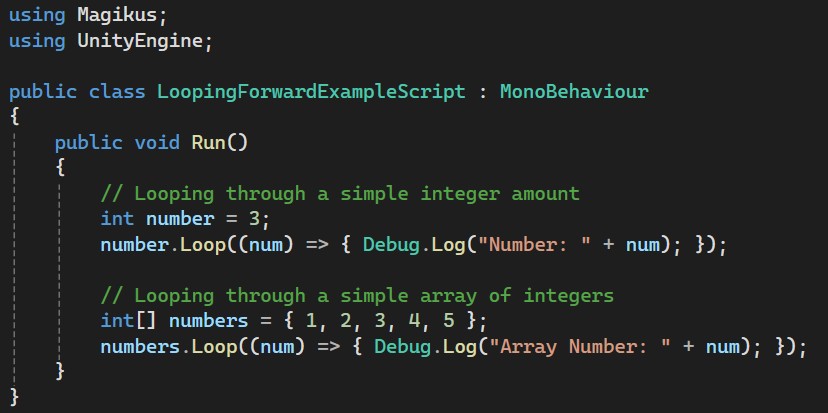 using Magikus;
using UnityEngine;
public class LoopingForwardExampleScript : MonoBehaviour
{
public void Run()
{
// Looping through a simple integer amount
int number = 3;
number.Loop((num) => { Debug.Log("Number: " + num); });
// Looping through a simple array of integers
int[] numbers = { 1, 2, 3, 4, 5 };
numbers.Loop((num) => { Debug.Log("Array Number: " + num); });
}
}